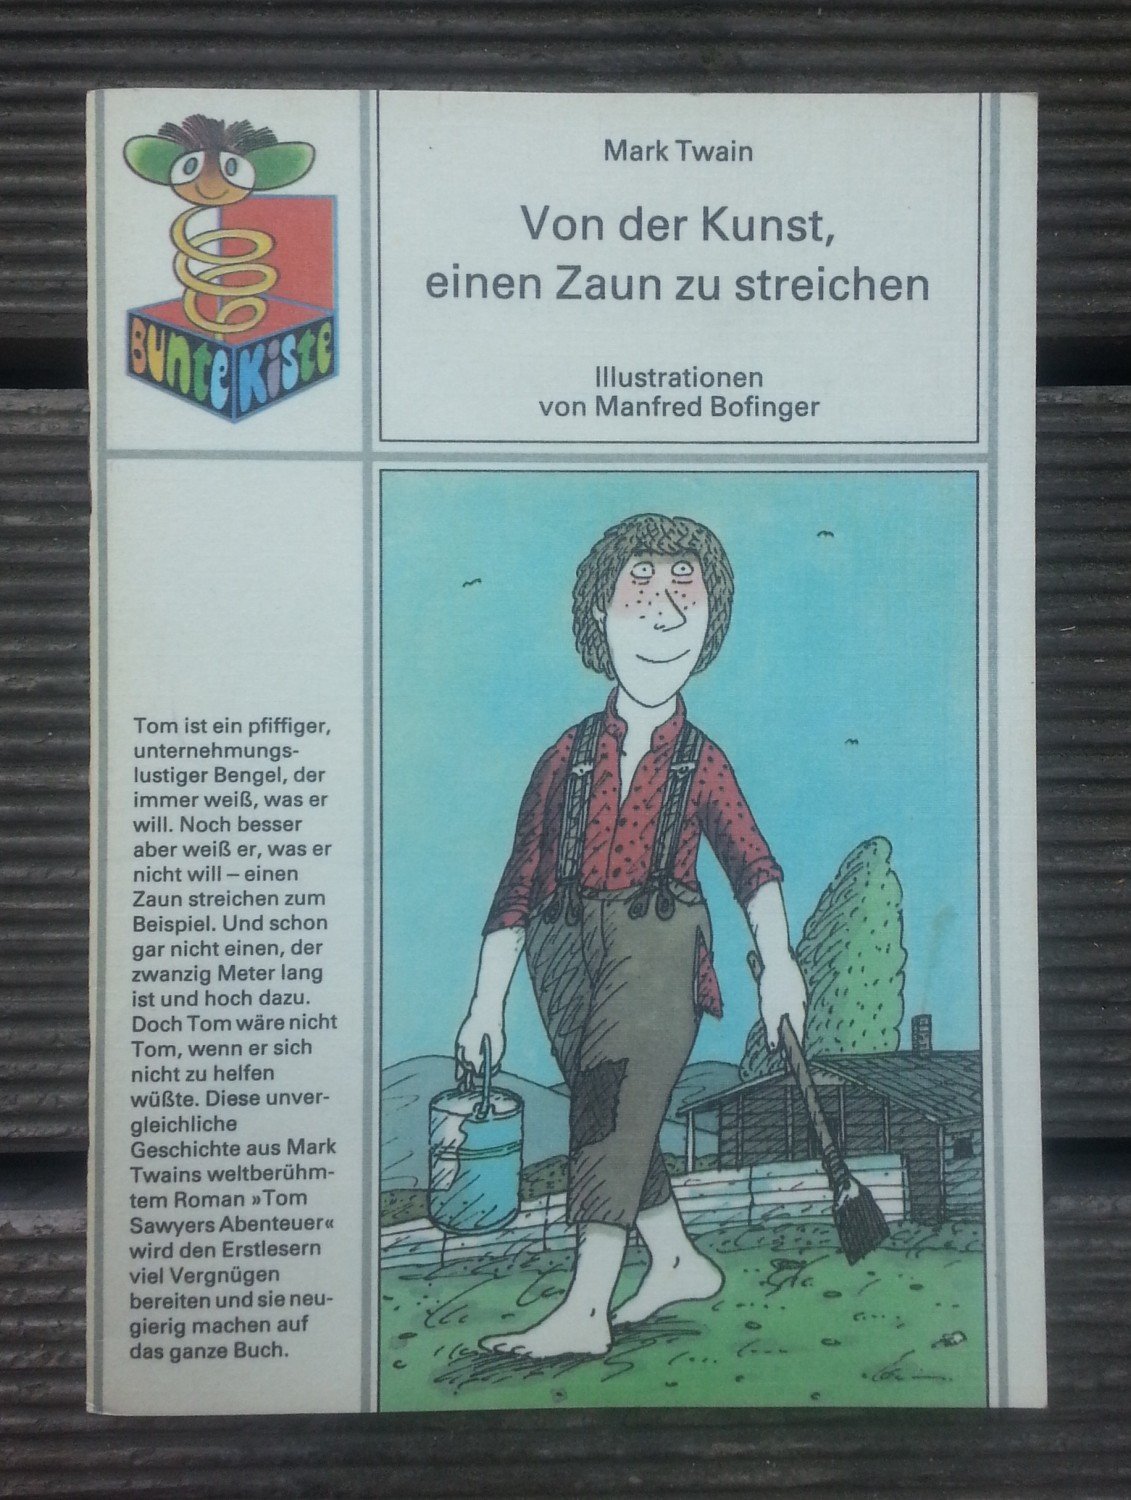 Mark Twain
Von der Kunst,
einen Zaun zu streichen
Illustrationen
von Manfred Bofinger
Bunte Kiste
Tom ist ein pfiffiger,
unternehmungs-
lustiger Bengel, der
immer weiß, was er
will. Noch besser
aber weiß er, was er
nicht will – einen
Zaun streichen zum
Beispiel. Und schon
gar nicht einen, der
zwanzig Meter lang
ist und hoch dazu.
Doch Tom wäre nicht
Tom, wenn er sich
nicht zu helfen
wüßte. Diese unver-
gleichliche
Geschichte aus Mark
Twains weltberühm-
tem Roman »Tom
Sawyers Abenteuer«
wird den Erstlesern
viel Vergnügen
bereiten und sie neu-
gierig machen auf
das ganze Buch.